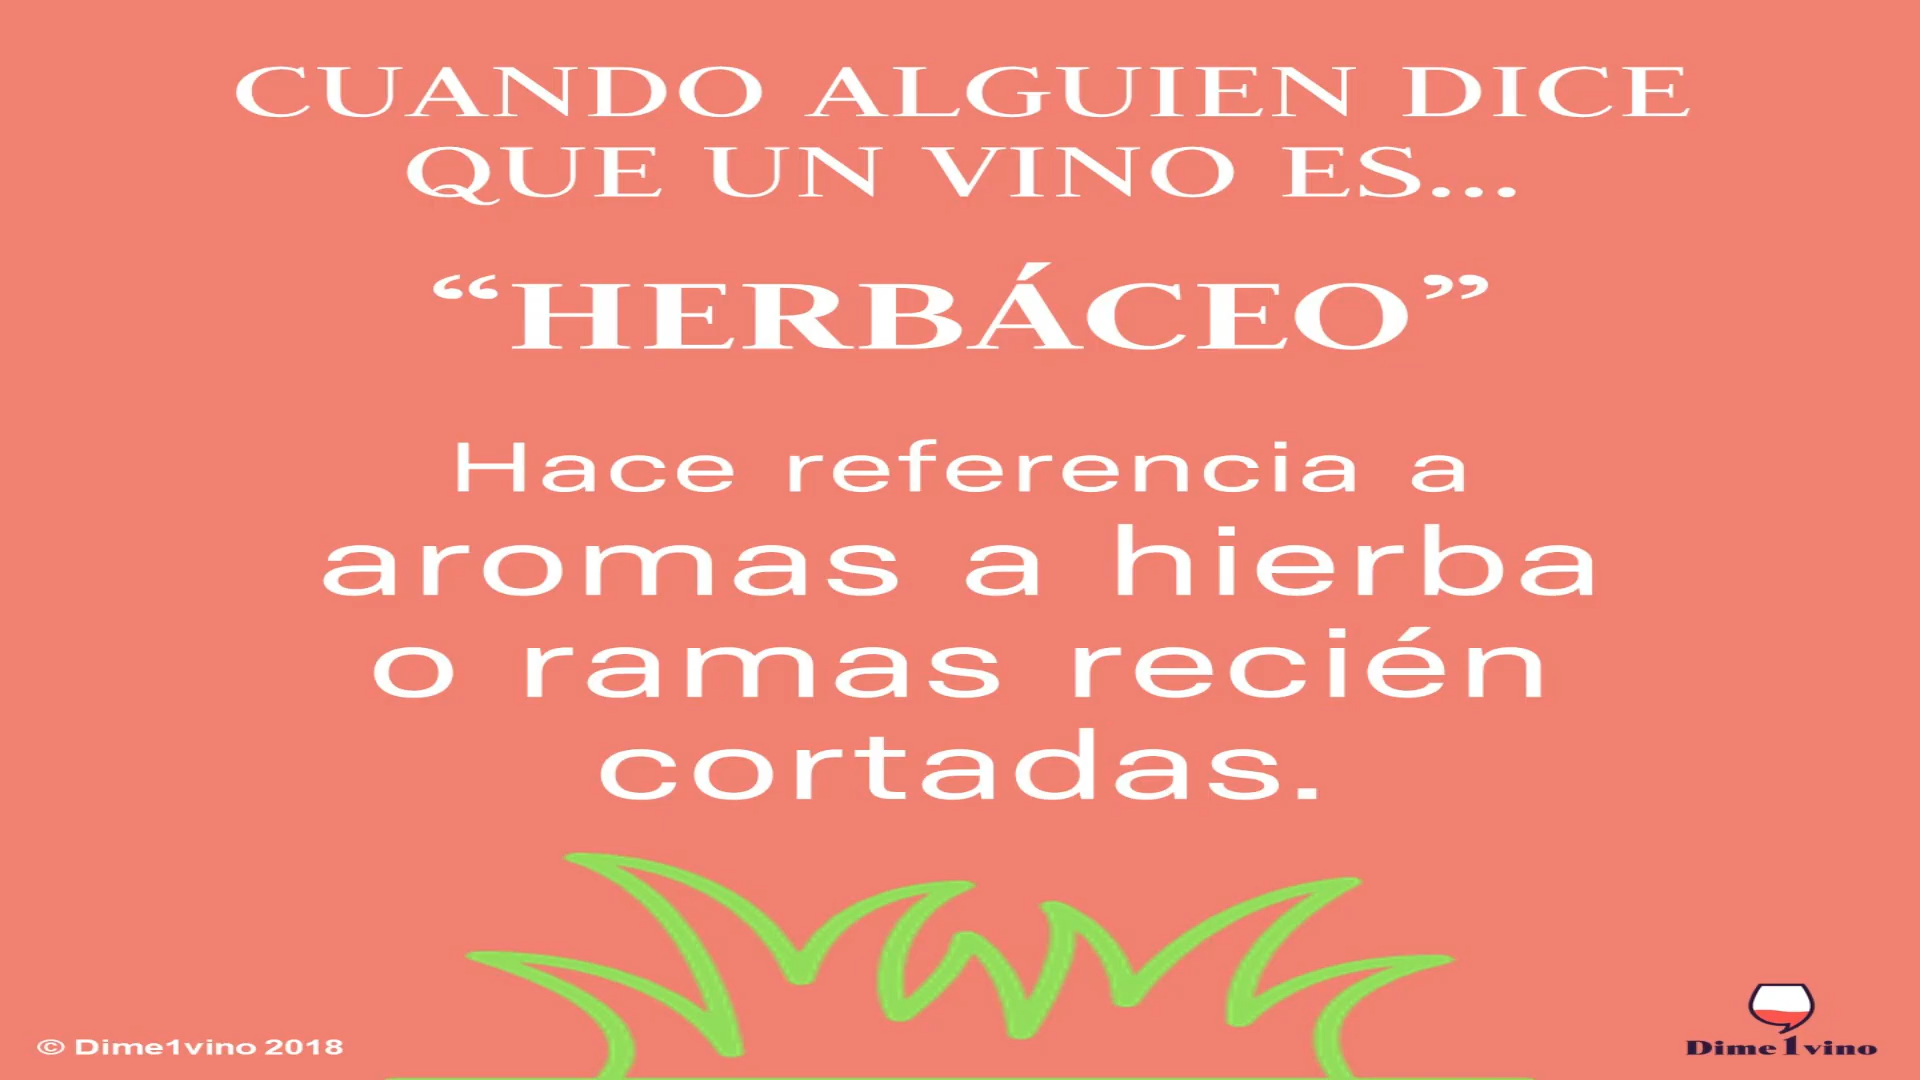 CUANDO ALGUIEN DICE
QUE UN VINO ES...
“HERBÁCEO”
Hace referencia a
aromas a hierba
o ramas recién
cortadas.
© Dime1vino 2018
Dime1vino